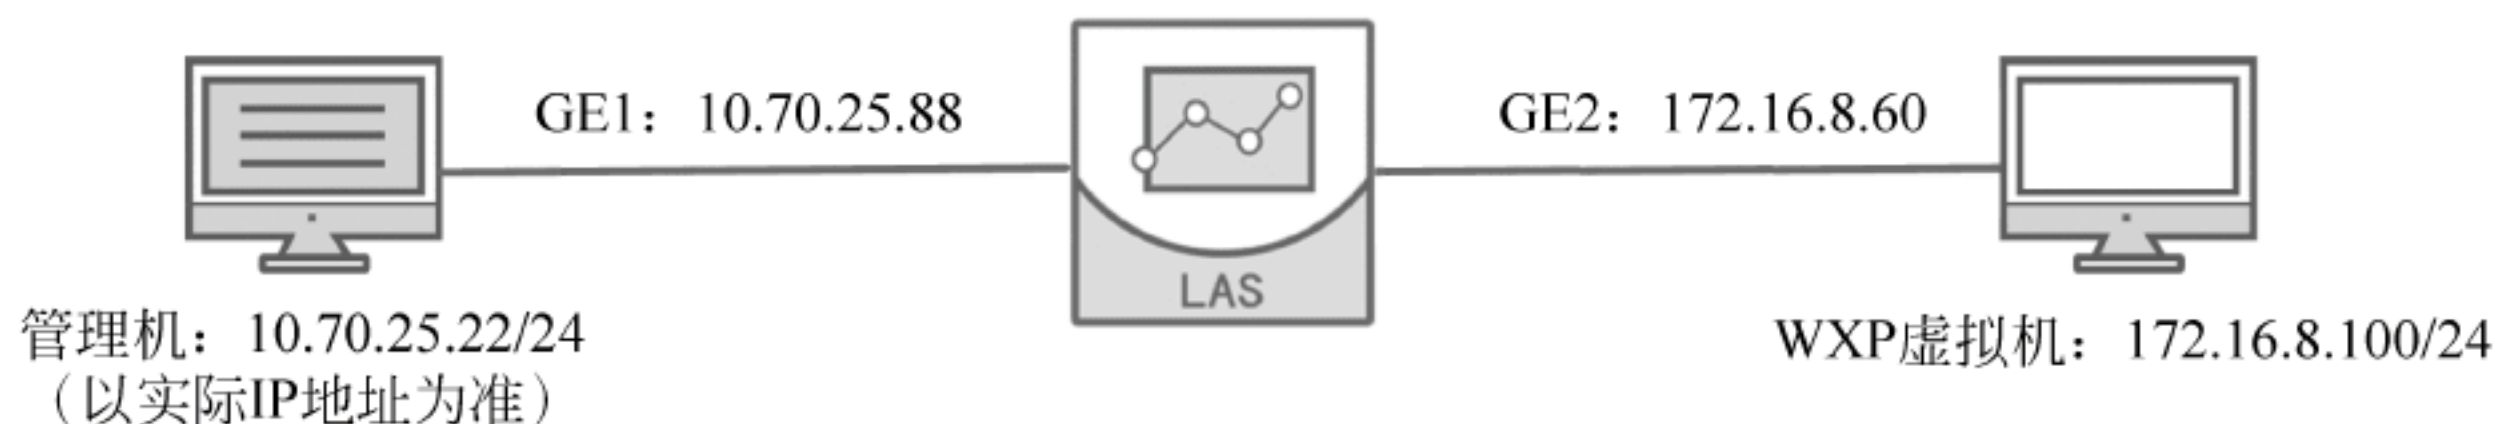 GE1：10.70.25.88
GE2：172.16.8.60
LAS
管理机：10.70.25.22/24
（以实际IP地址为准）
WXP虚拟机：172.16.8.100/24